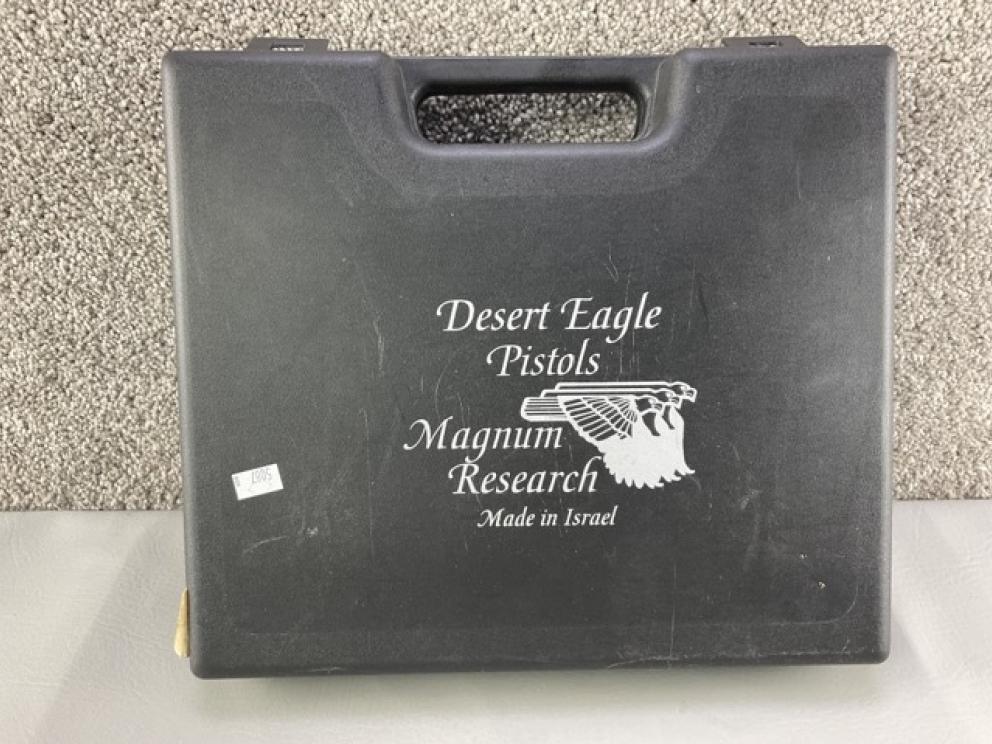 Desert Eagle
Pistols
Magnum
Research
Made in Israel